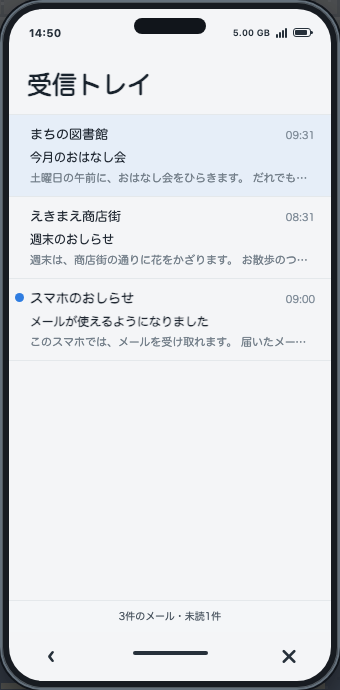 14:50
5.00 GB
受信トレイ
まちの図書館 09:31
今月のおはなし会
土曜日の午前に、おはなし会をひらきます。 だれでも…
えきまえ商店街 08:31
週末のおしらせ
週末は、商店街の通りに花をかざります。 お散歩のつ…
スマホのおしらせ 09:00
メールが使えるようになりました
このスマホでは、メールを受け取れます。 届いたメー…
3件のメール・未読1件